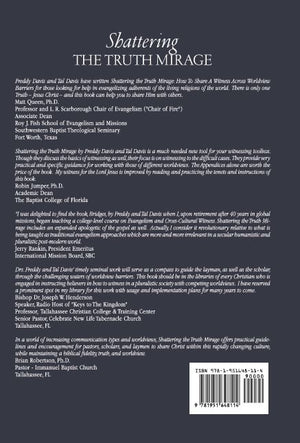 Shattering
THE TRUTH MIRAGE
Freddy Davis and Tal Davis have written Shattering the Truth Mirage: How To Share A Witness Across Worldview
Barriers for those looking for help in evangelizing adherents of the living religions of the world. There is only one
Truth – Jesus Christ – and this book can help you to share Him with others.
Matt Queen, Ph.D.
Professor and L. R. Scarborough Chair of Evangelism ("Chair of Fire")
Associate Dean
Roy J. Fish School of Evangelism and Missions
Southwestern Baptist Theological Seminary
Fort Worth, Texas
Shattering the Truth Mirage by Freddy Davis and Tal Davis is a much needed new tool for your witnessing toolbox.
Though they discuss the basics of witnessing as well, their focus is on witnessing to the difficult cases. They provide very
practical and specific guidance for working with those of different worldviews. The Appendices alone are worth the
price of the book. My witness for the Lord Jesus is improved by reading and practicing the tenets and instructions of
this book.
Robin Jumper, Ph.D.
Academic Dean
The Baptist College of Florida
"I was delighted to find the book, Bridges, by Freddy and Tal Davis when I, upon retirement after 40 years in global
missions, began teaching a college-level course on Evangelism and Cross-Cultural Witness. Shattering the Truth Mi-
rage includes an expanded apologetic of the gospel as well. Actually, I consider it revolutionary to what is
being taught as traditional evangelism approaches which are more and more irrelevant in a secular humanistic and
pluralistic post-modern world.
Jerry Rankin, President Emeritus
International Mission Board, SBC
Drs. Freddy Davis and Tal Davis' timely seminal work will serve as a compass to guide the layman, as well as the scholar,
through the challenging waters of worldview barriers. This book should be in the libraries of every Christian who is
engaged in instructing believers in how to witness in a pluralistic society with competing worldviews. I have reserved
a prominent spot in my library for this work with usage and implementation plans for many years to come.
Bishop Dr. Joseph W. Henderson
Speaker, Radio Host of "Keys to The Kingdom"
Professor, Tallahassee Christian College & Training Center
Senior Pastor, Celebrate New Life Tabernacle Church
Tallahassee, FL
In a world of increasing communication types and worldviews, Shattering the Truth Mirage offers practical guide-
lines and encouragement for pastors, scholars, and laymen to share Christ within this rapidly changing culture,
while maintaining a biblical fidelity, truth, and worldview.
Brian Robertson, Ph.D.
Pastor - Immanuel Baptist Church
Tallahassee, FL
ISBN 978-1-951648-11-4
90000
9 781951 648114